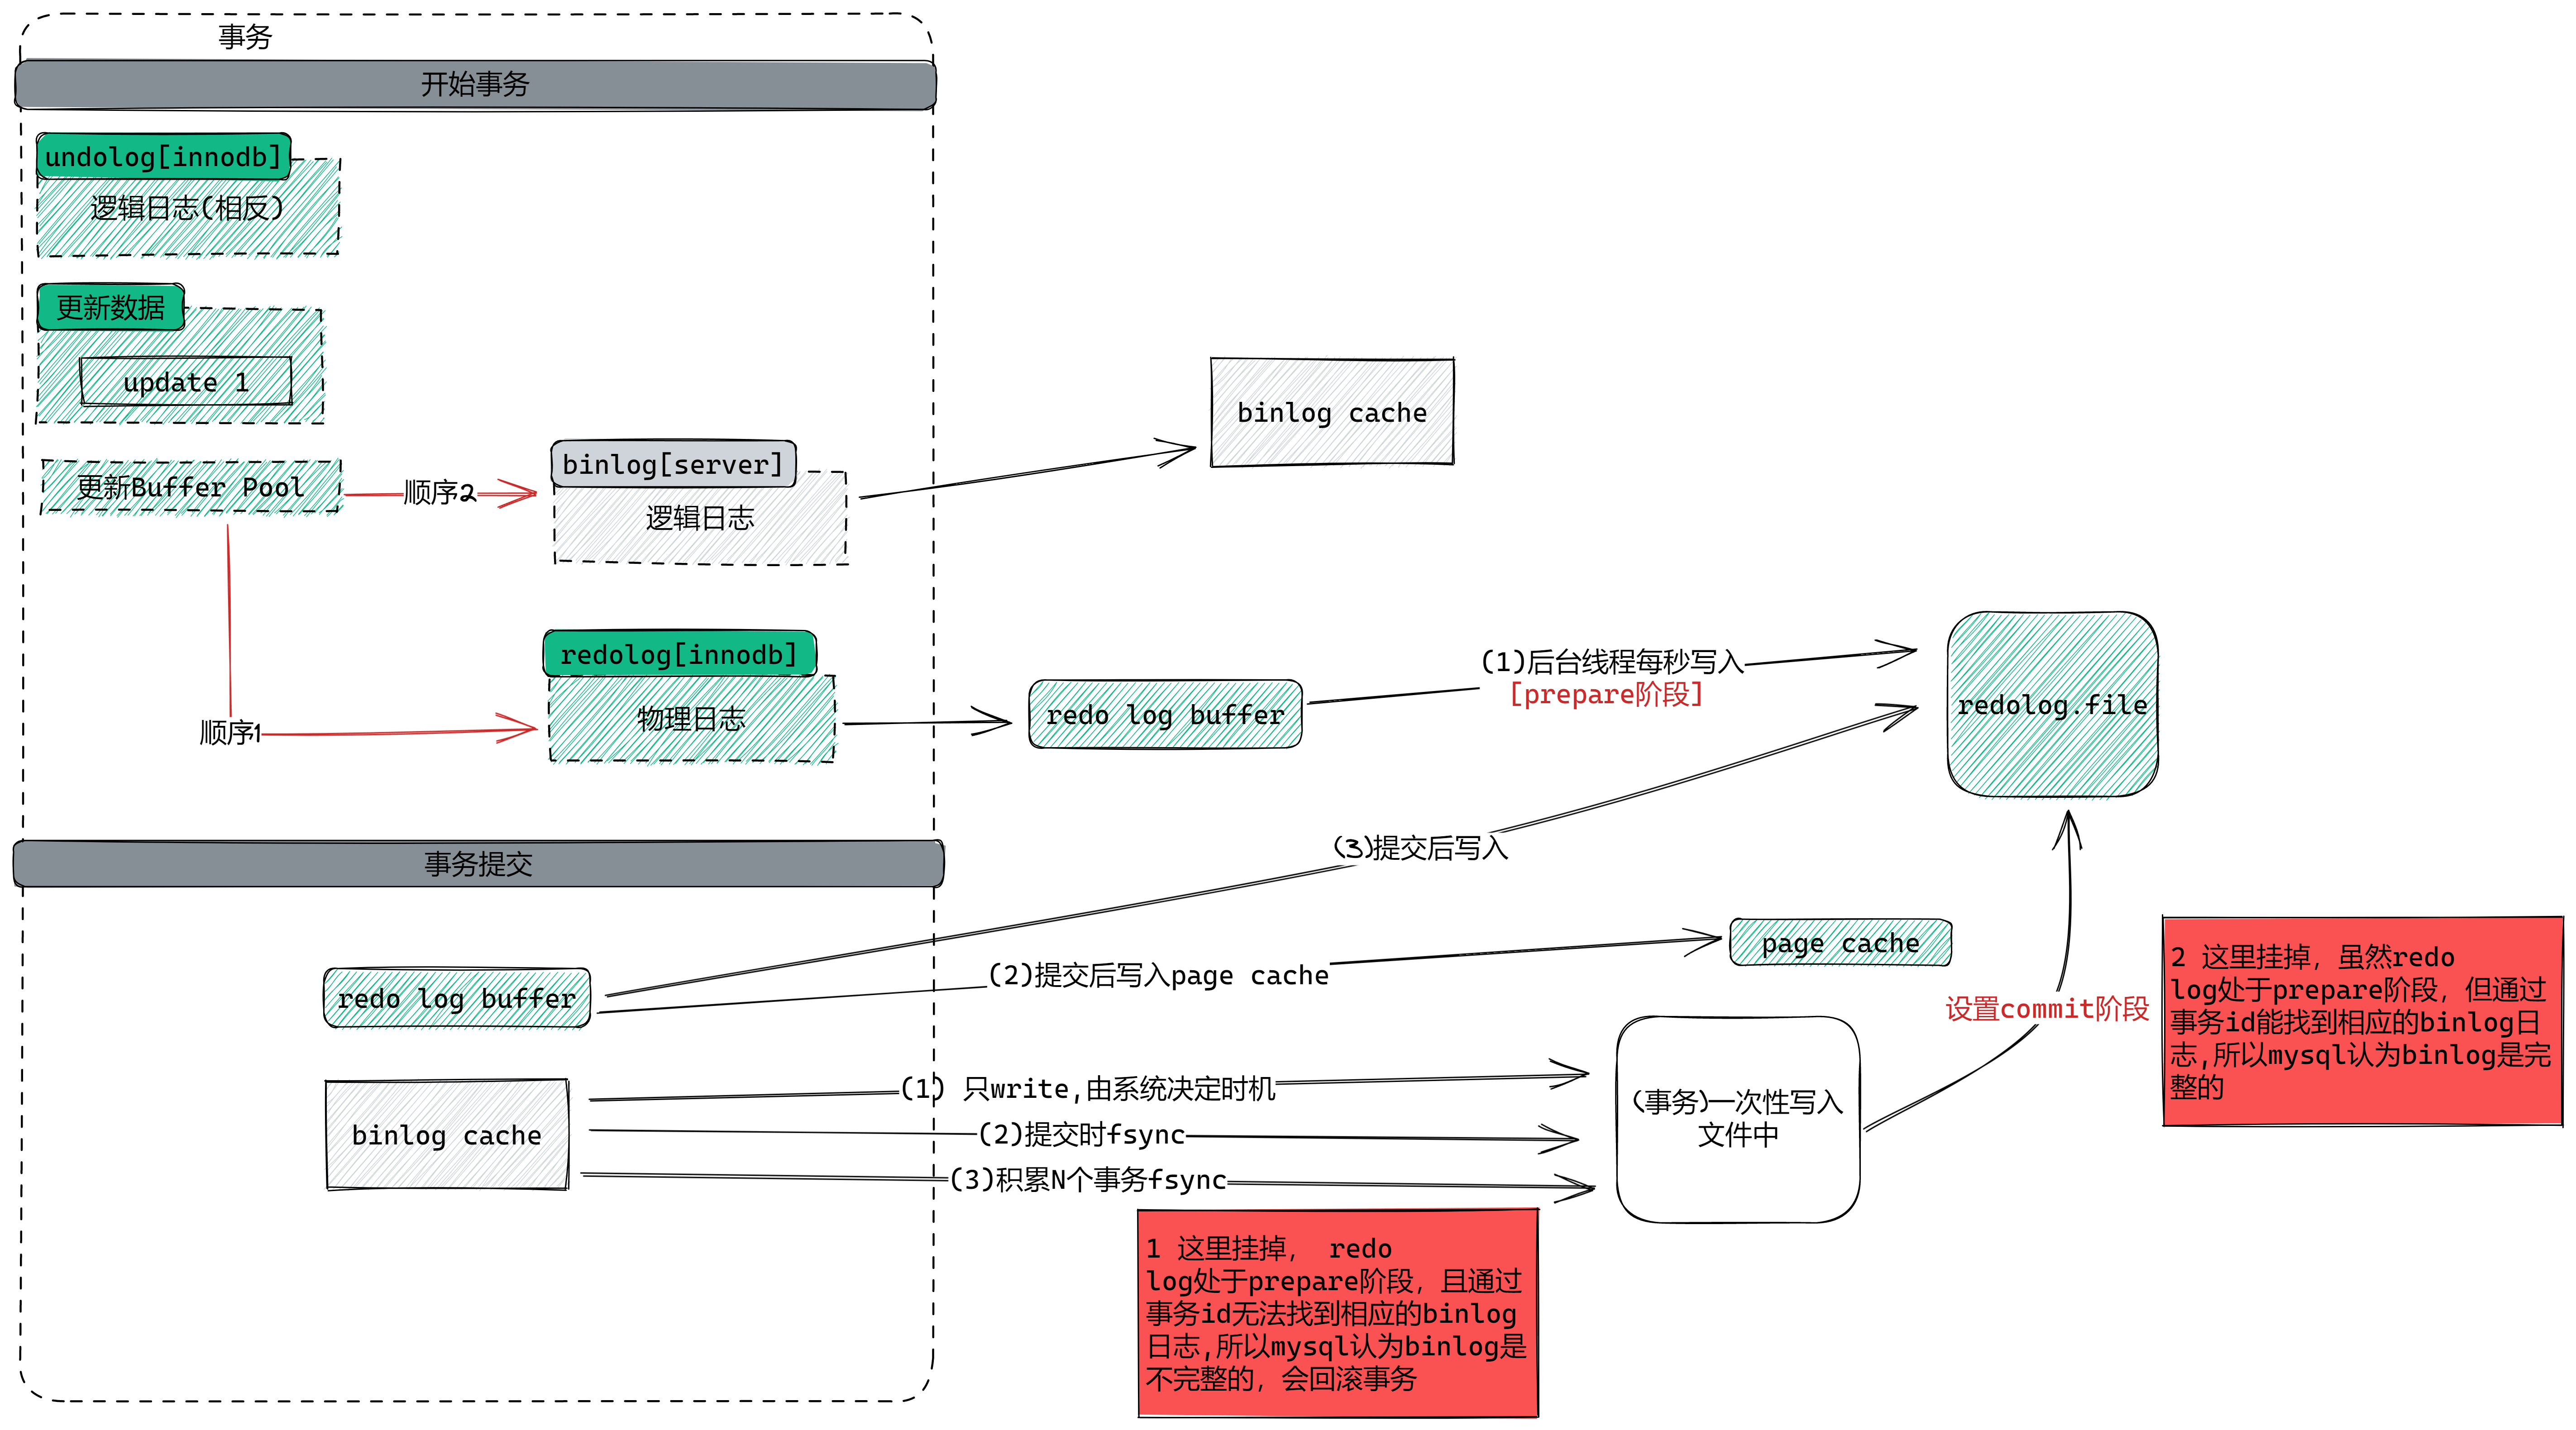 事务
开始事务
undolog[innodb]
逻辑日志(相反)
更新数据
update 1
更新Buffer Pool
顺序2
binlog[server]
逻辑日志
binlog cache
顺序1
redolog[innodb]
物理日志
redo log buffer
(1)后台线程每秒写入
[prepare阶段]
redolog.file
事务提交
(3)提交后写入
redo log buffer
(2)提交后写入page cache
page cache
设置commit阶段
2 这里挂掉，虽然redo
log处于prepare阶段，但通过
事务id能找到相应的binlog日
志,所以mysql认为binlog是完
整的
binlog cache
(1) 只write,由系统决定时机
(2)提交时fsync
(3)积累N个事务fsync
(事务)一次性写入
文件中
1 这里挂掉， redo
log处于prepare阶段，且通过
事务id无法找到相应的binlog
日志,所以mysql认为binlog是
不完整的，会回滚事务